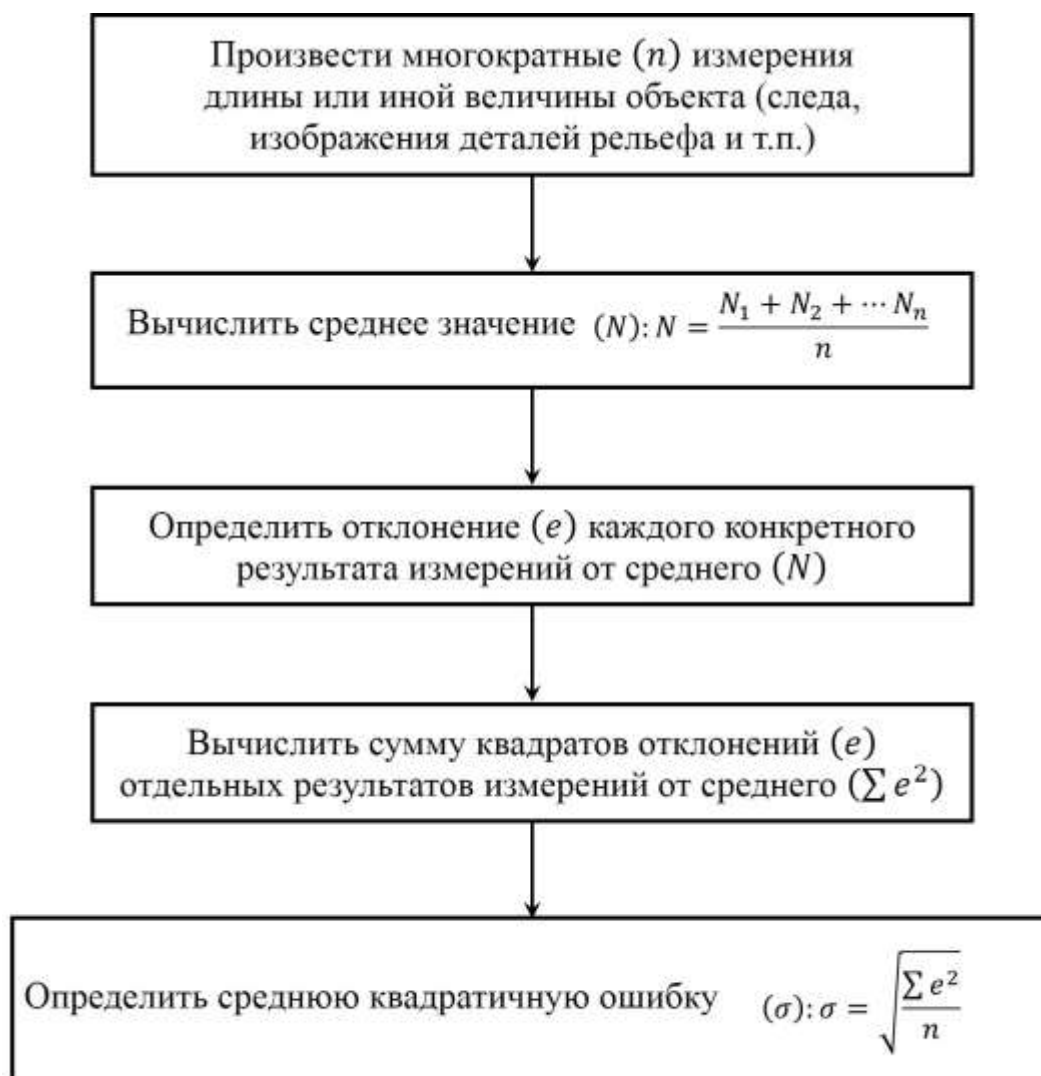 Произвести многократные (n) измерения
длины или иной величины объекта (следа,
изображения деталей рельефа и т.п.)
Вычислить среднее значение (N): N = (N₁ + N₂ + ⋯ Nₙ) / n
Определить отклонение (e) каждого конкретного
результата измерений от среднего (N)
Вычислить сумму квадратов отклонений (e)
отдельных результатов измерений от среднего (∑ e²)
Определить среднюю квадратичную ошибку (σ): σ = √(∑ e² / n)